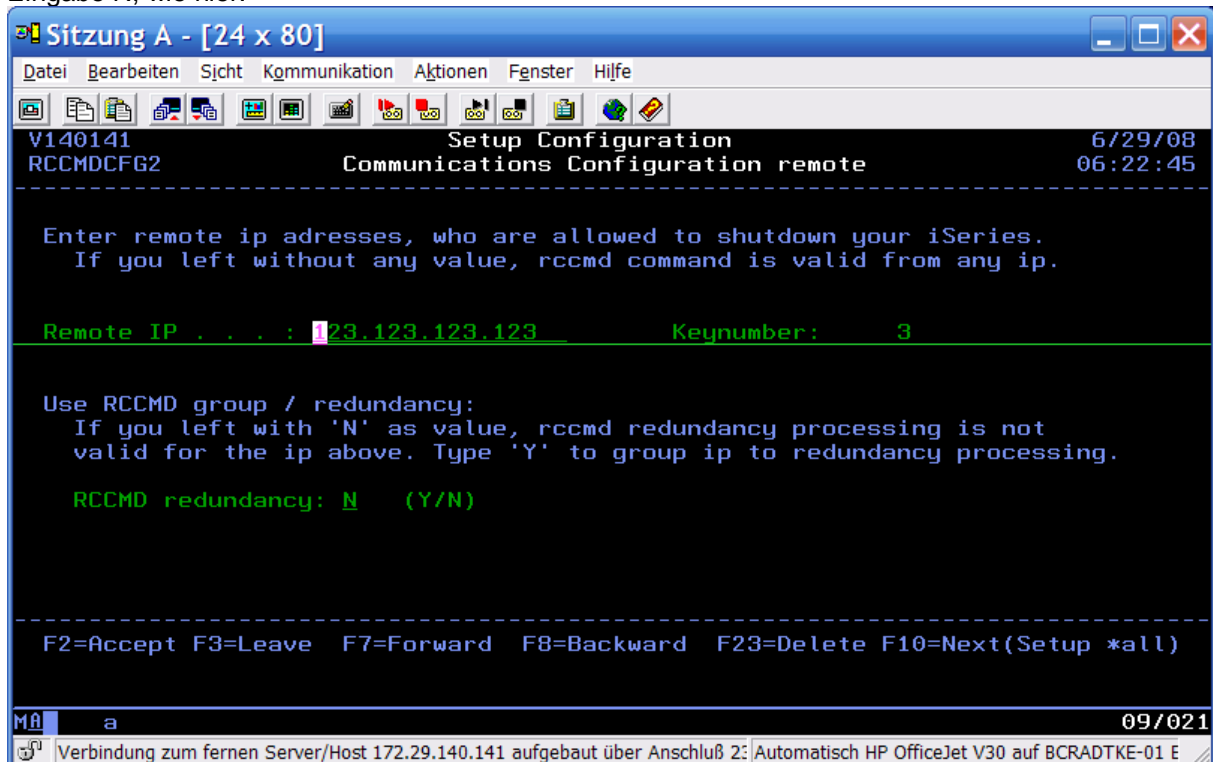 Sitzung A - [24 x 80]
Datei Bearbeiten Sicht Kommunikation Aktionen Fenster Hilfe
V140141 Setup Configuration 6/29/08
RCCMDCFG2 Communications Configuration remote 06:22:45
Enter remote ip adresses, who are allowed to shutdown your iSeries.
If you left without any value, rccmd command is valid from any ip.
Remote IP . . . : 123.123.123.123 Keynumber: 3
Use RCCMD group / redundancy:
If you left with 'N' as value, rccmd redundancy processing is not
valid for the ip above. Type 'Y' to group ip to redundancy processing.
RCCMD redundancy: N (Y/N)
F2=Accept F3=Leave F7=Forward F8=Backward F23=Delete F10=Next(Setup *all)
MA a 09/021
Verbindung zum fernen Server/Host 172.29.140.141 aufgebaut über Anschluß 23 Automatisch HP OfficeJet V30 auf BCRADTKE-01